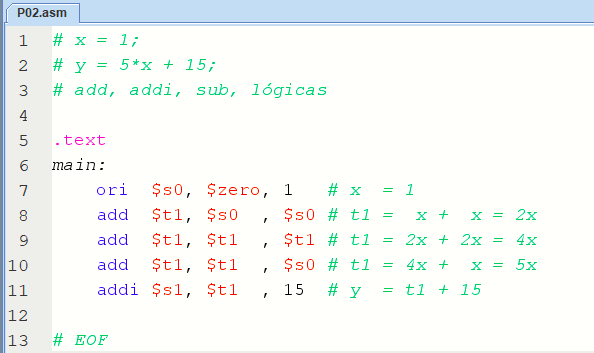 P02.asm
1 # x = 1;
2 # y = 5*x + 15;
3 # add, addi, sub, lógicas
4
5 .text
6 main:
7 ori $s0, $zero, 1 # x = 1
8 add $t1, $s0 , $s0 # t1 = x + x = 2x
9 add $t1, $t1 , $t1 # t1 = 2x + 2x = 4x
10 add $t1, $t1 , $s0 # t1 = 4x + x = 5x
11 addi $s1, $t1 , 15 # y = t1 + 15
12
13 # EOF